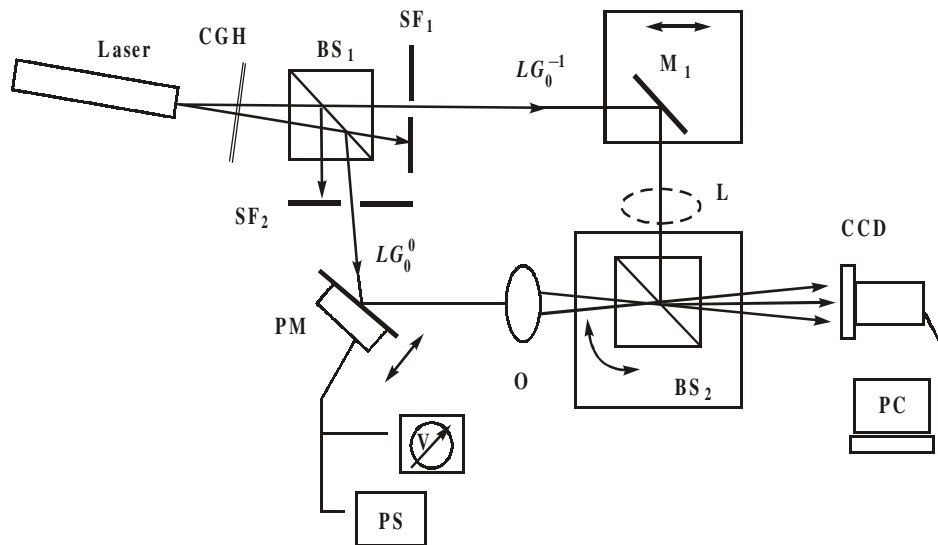 Laser
CGH
BS₁
SF₁
LG₀⁻¹
M₁
SF₂
LG₀⁰
L
CCD
PM
O
BS₂
PC
V
PS